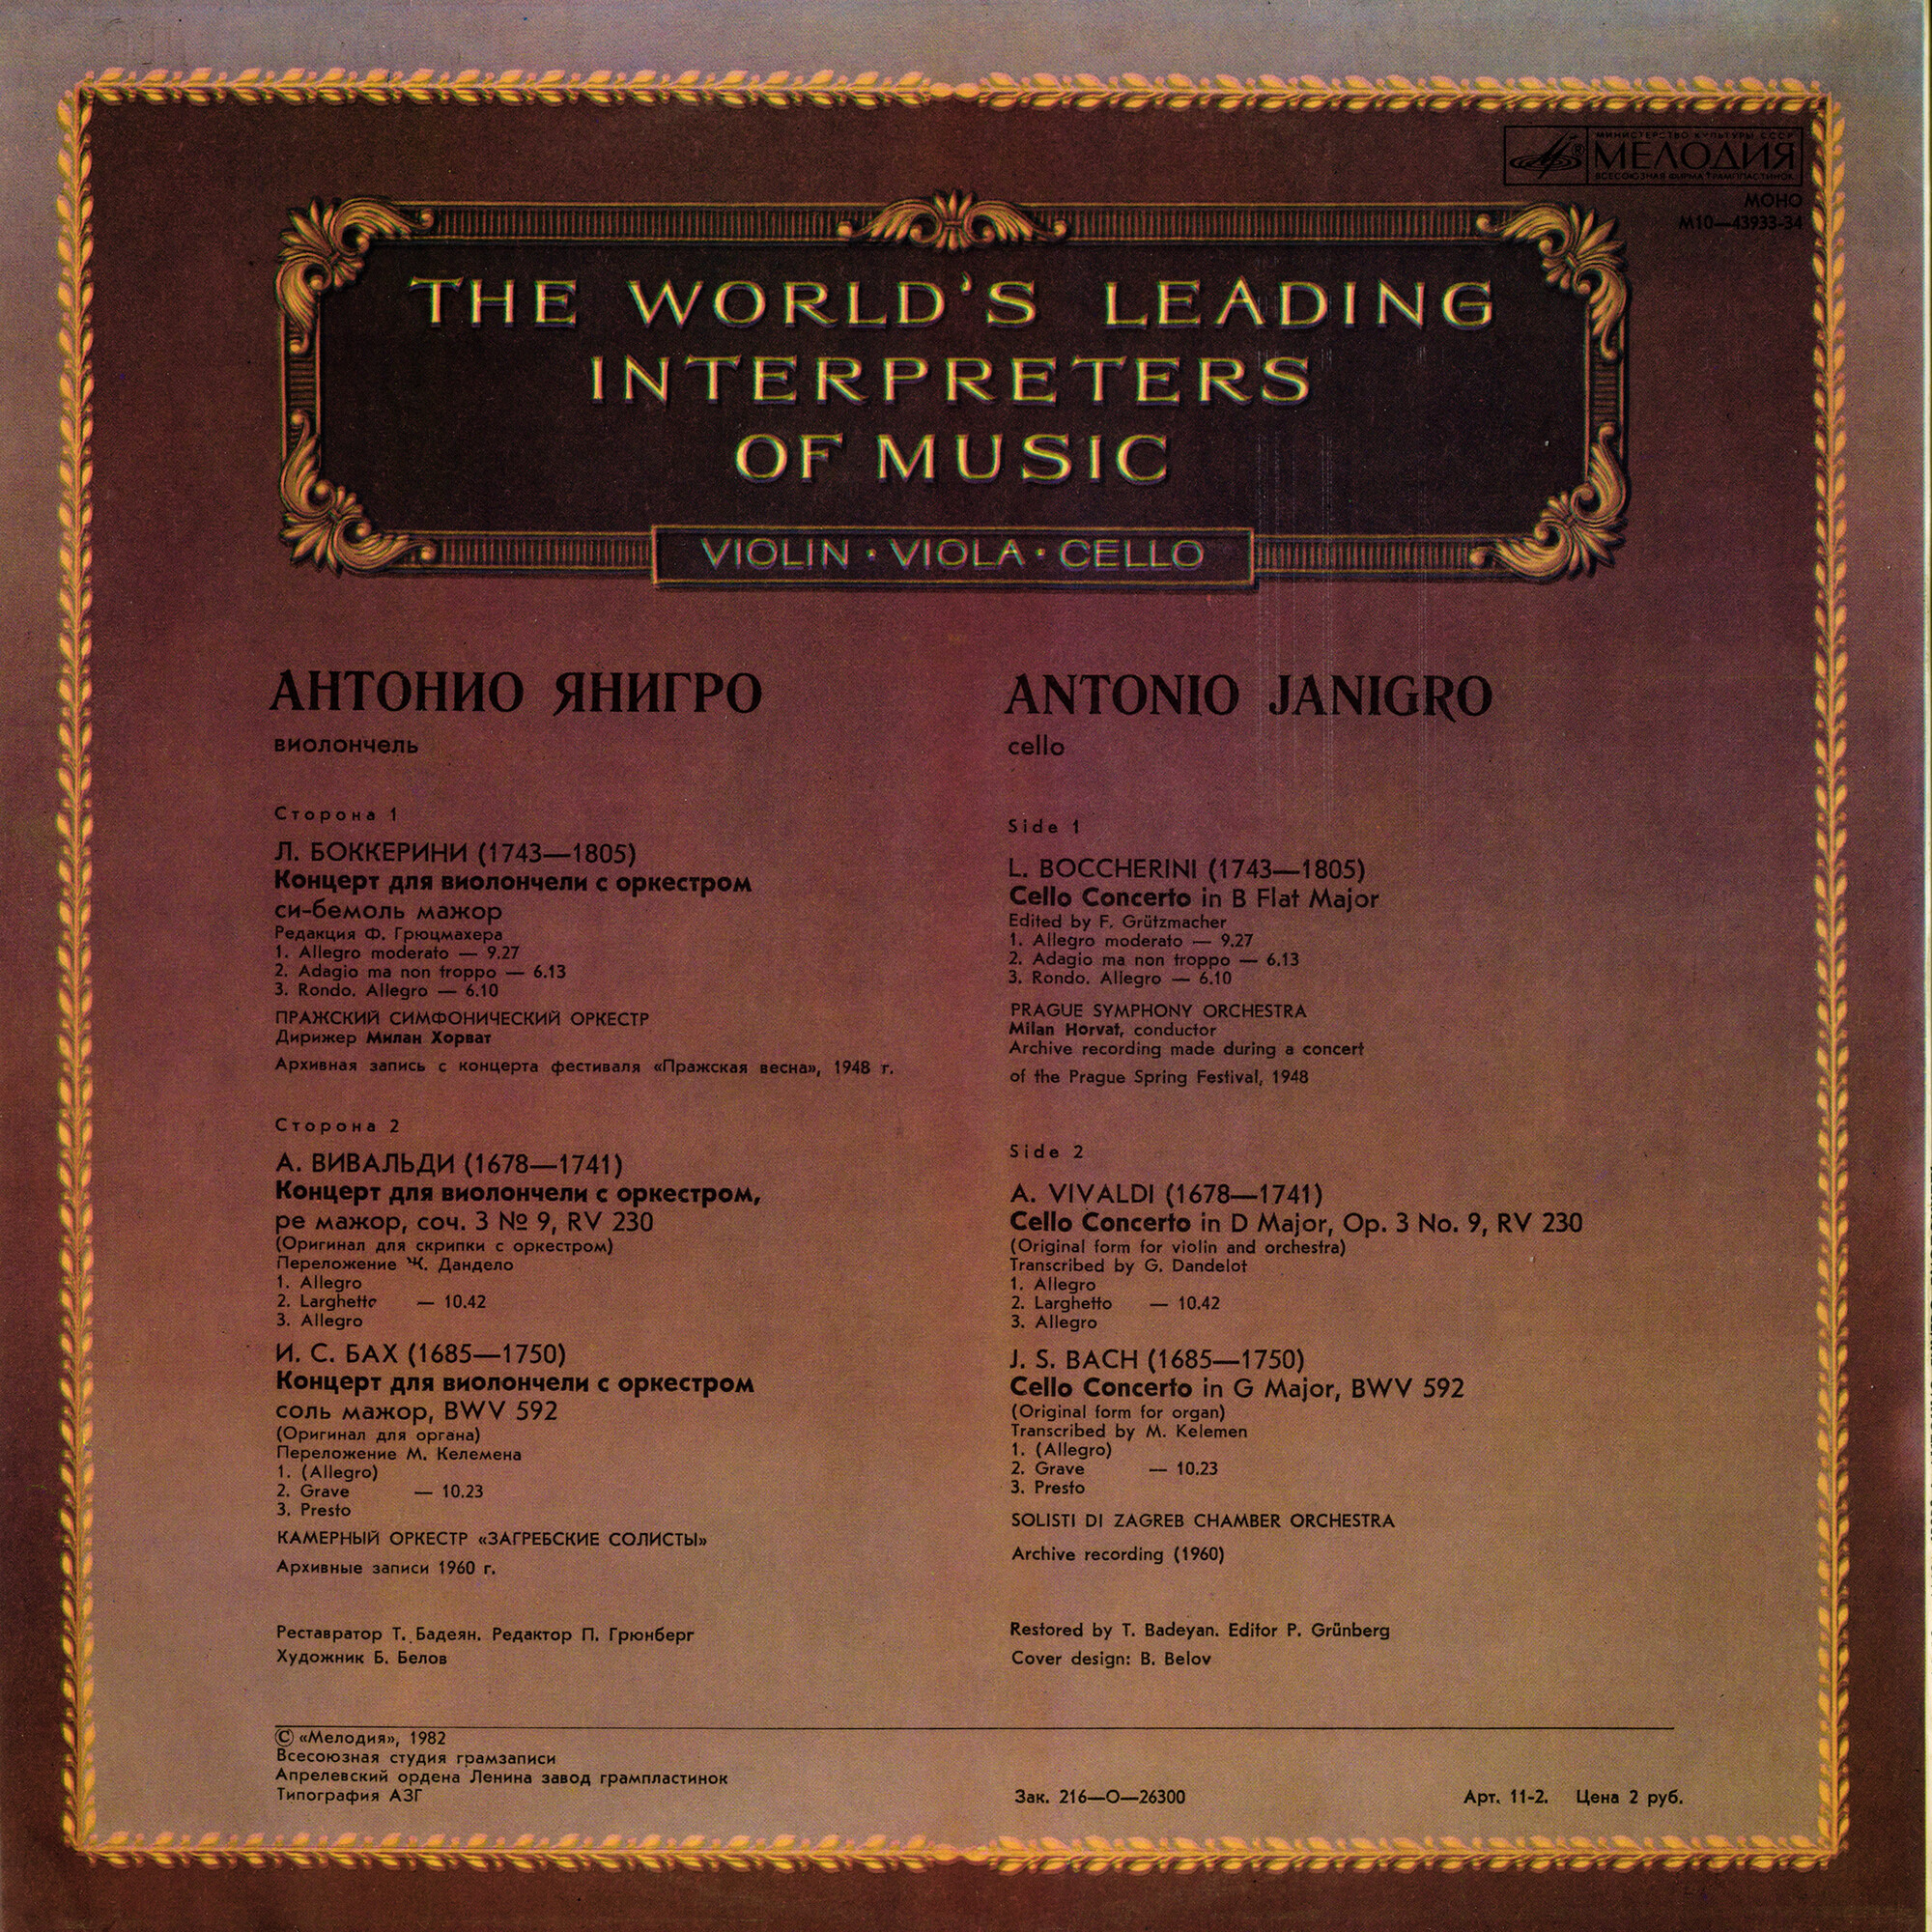 МИНИСТЕРСТВО КУЛЬТУРЫ СССР
МЕЛОДИЯ
ВСЕСОЮЗНАЯ ФИРМА ГРАМПЛАСТИНОК
МОНО
М10—43933-34
THE WORLD'S LEADING
INTERPRETERS
OF MUSIC
VIOLIN · VIOLA · CELLO
АНТОНИО ЯНИГРО
виолончель
Сторона 1
Л. БОККЕРИНИ (1743—1805)
Концерт для виолончели с оркестром
си-бемоль мажор
Редакция Ф. Грюцмахера
1. Allegro moderato — 9.27
2. Adagio ma non troppo — 6.13
3. Rondo. Allegro — 6.10
ПРАЖСКИЙ СИМФОНИЧЕСКИЙ ОРКЕСТР
Дирижер Милан Хорват
Архивная запись с концерта фестиваля «Пражская весна», 1948 г.
Сторона 2
А. ВИВАЛЬДИ (1678—1741)
Концерт для виолончели с оркестром,
ре мажор, соч. 3 № 9, RV 230
(Оригинал для скрипки с оркестром)
Переложение Ж. Дандело
1. Allegro
2. Larghetto — 10.42
3. Allegro
И. С. БАХ (1685—1750)
Концерт для виолончели с оркестром
соль мажор, BWV 592
(Оригинал для органа)
Переложение М. Келемена
1. (Allegro)
2. Grave — 10.23
3. Presto
КАМЕРНЫЙ ОРКЕСТР «ЗАГРЕБСКИЕ СОЛИСТЫ»
Архивные записи 1960 г.
Реставратор Т. Бадеян. Редактор П. Грюнберг
Художник Б. Белов
ANTONIO JANIGRO
cello
Side 1
L. BOCCHERINI (1743—1805)
Cello Concerto in B Flat Major
Edited by F. Grützmacher
1. Allegro moderato — 9.27
2. Adagio ma non troppo — 6.13
3. Rondo. Allegro — 6.10
PRAGUE SYMPHONY ORCHESTRA
Milan Horvat, conductor
Archive recording made during a concert
of the Prague Spring Festival, 1948
Side 2
A. VIVALDI (1678—1741)
Cello Concerto in D Major, Op. 3 No. 9, RV 230
(Original form for violin and orchestra)
Transcribed by G. Dandelot
1. Allegro
2. Larghetto — 10.42
3. Allegro
J. S. BACH (1685—1750)
Cello Concerto in G Major, BWV 592
(Original form for organ)
Transcribed by M. Kelemen
1. (Allegro)
2. Grave — 10.23
3. Presto
SOLISTI DI ZAGREB CHAMBER ORCHESTRA
Archive recording (1960)
Restored by T. Badeyan. Editor P. Grünberg
Cover design: B. Belov
© «Мелодия», 1982
Всесоюзная студия грамзаписи
Апрелевский ордена Ленина завод грампластинок
Типография АЗГ
Зак. 216—О—26300
Арт. 11-2. Цена 2 руб.